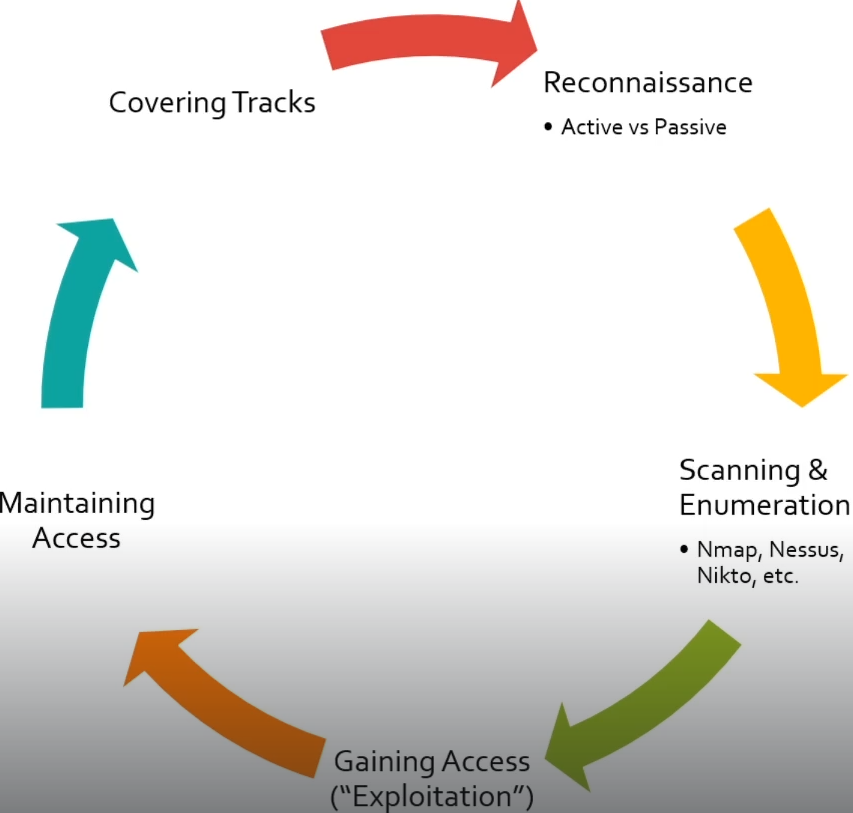 Covering Tracks
Reconnaissance
• Active vs Passive
Scanning &
Enumeration
• Nmap, Nessus,
Nikto, etc.
Gaining Access
(“Exploitation”)
Maintaining
Access